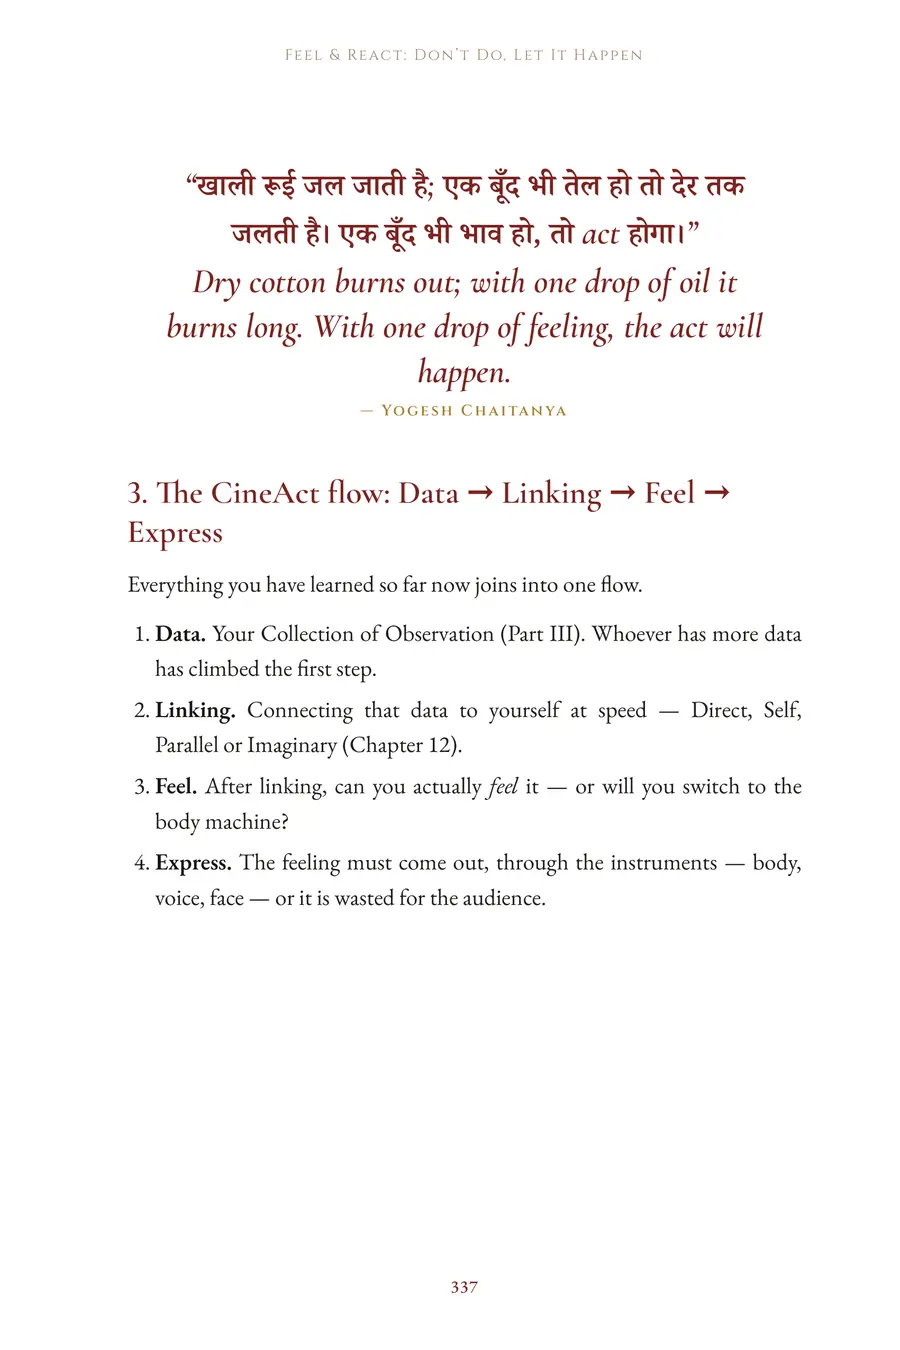 Feel & React: Don't Do, Let It Happen
“खाली रूई जल जाती है; एक बूँद भी तेल हो तो देर तक
जलती है। एक बूँद भी भाव हो, तो act होगा।”
Dry cotton burns out; with one drop of oil it
burns long. With one drop of feeling, the act will
happen.
— Yogesh Chaitanya
3. The CineAct flow: Data → Linking → Feel →
Express
Everything you have learned so far now joins into one flow.
1. Data. Your Collection of Observation (Part III). Whoever has more data
has climbed the first step.
2. Linking. Connecting that data to yourself at speed — Direct, Self,
Parallel or Imaginary (Chapter 12).
3. Feel. After linking, can you actually feel it — or will you switch to the
body machine?
4. Express. The feeling must come out, through the instruments — body,
voice, face — or it is wasted for the audience.
337